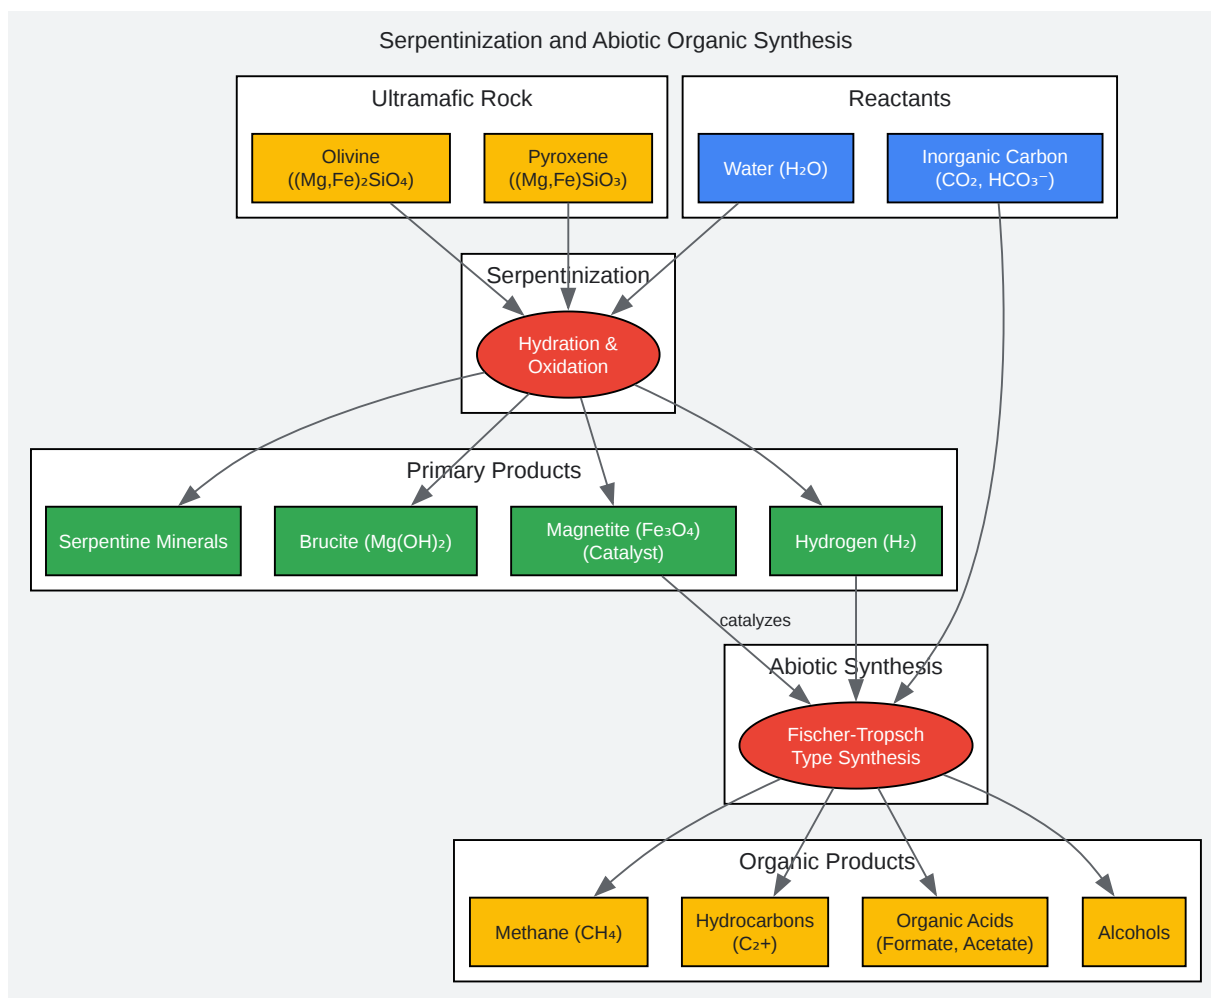 Serpentinization and Abiotic Organic Synthesis
Ultramafic Rock
Reactants
Olivine
((Mg,Fe)₂SiO₄)
Pyroxene
((Mg,Fe)SiO₃)
Water (H₂O)
Inorganic Carbon
(CO₂, HCO₃⁻)
Serpentinization
Hydration &
Oxidation
Primary Products
Serpentine Minerals
Brucite (Mg(OH)₂)
Magnetite (Fe₃O₄)
(Catalyst)
Hydrogen (H₂)
catalyzes
Abiotic Synthesis
Fischer-Tropsch
Type Synthesis
Organic Products
Methane (CH₄)
Hydrocarbons
(C₂+)
Organic Acids
(Formate, Acetate)
Alcohols